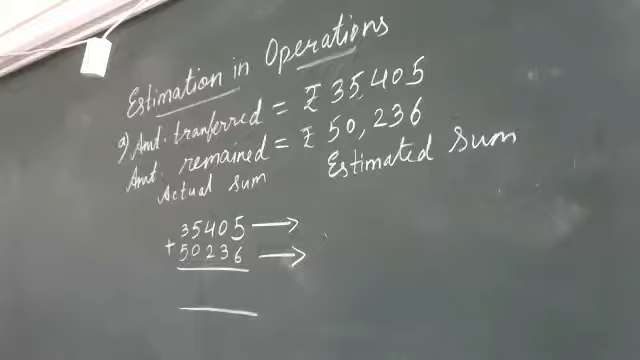 Estimation in Operations
a) Amt. tranferred = ₹ 35,405
Amt. remained = ₹ 50,236
Actual sum Estimated sum
35405 →
+ 50236 →